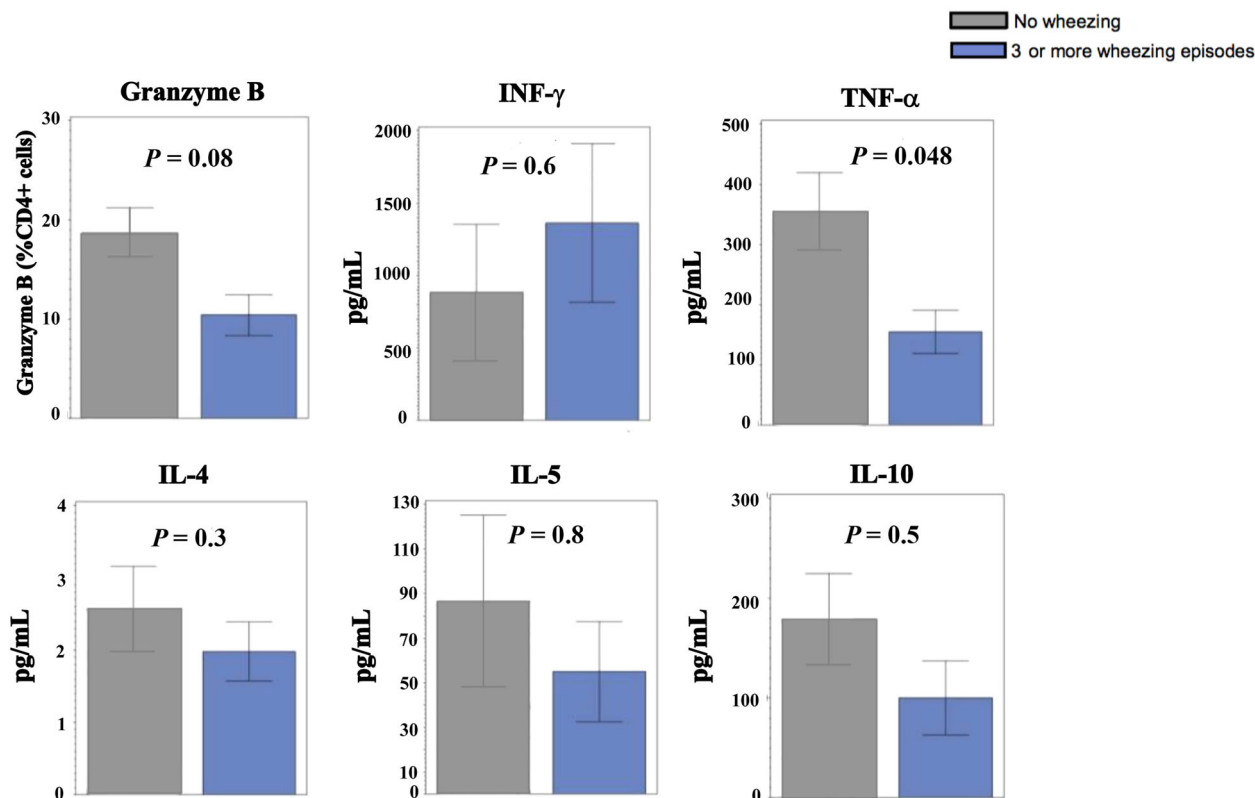 No wheezing
3 or more wheezing episodes
Granzyme B
Granzyme B (%CD4+ cells)
30
20
10
0
P = 0.08
INF-γ
pg/mL
2000
1500
1000
500
0
P = 0.6
TNF-α
pg/mL
500
400
300
200
100
0
P = 0.048
IL-4
pg/mL
4
3
2
1
0
P = 0.3
IL-5
pg/mL
130
110
90
70
50
30
10
0
P = 0.8
IL-10
pg/mL
300
200
100
0
P = 0.5